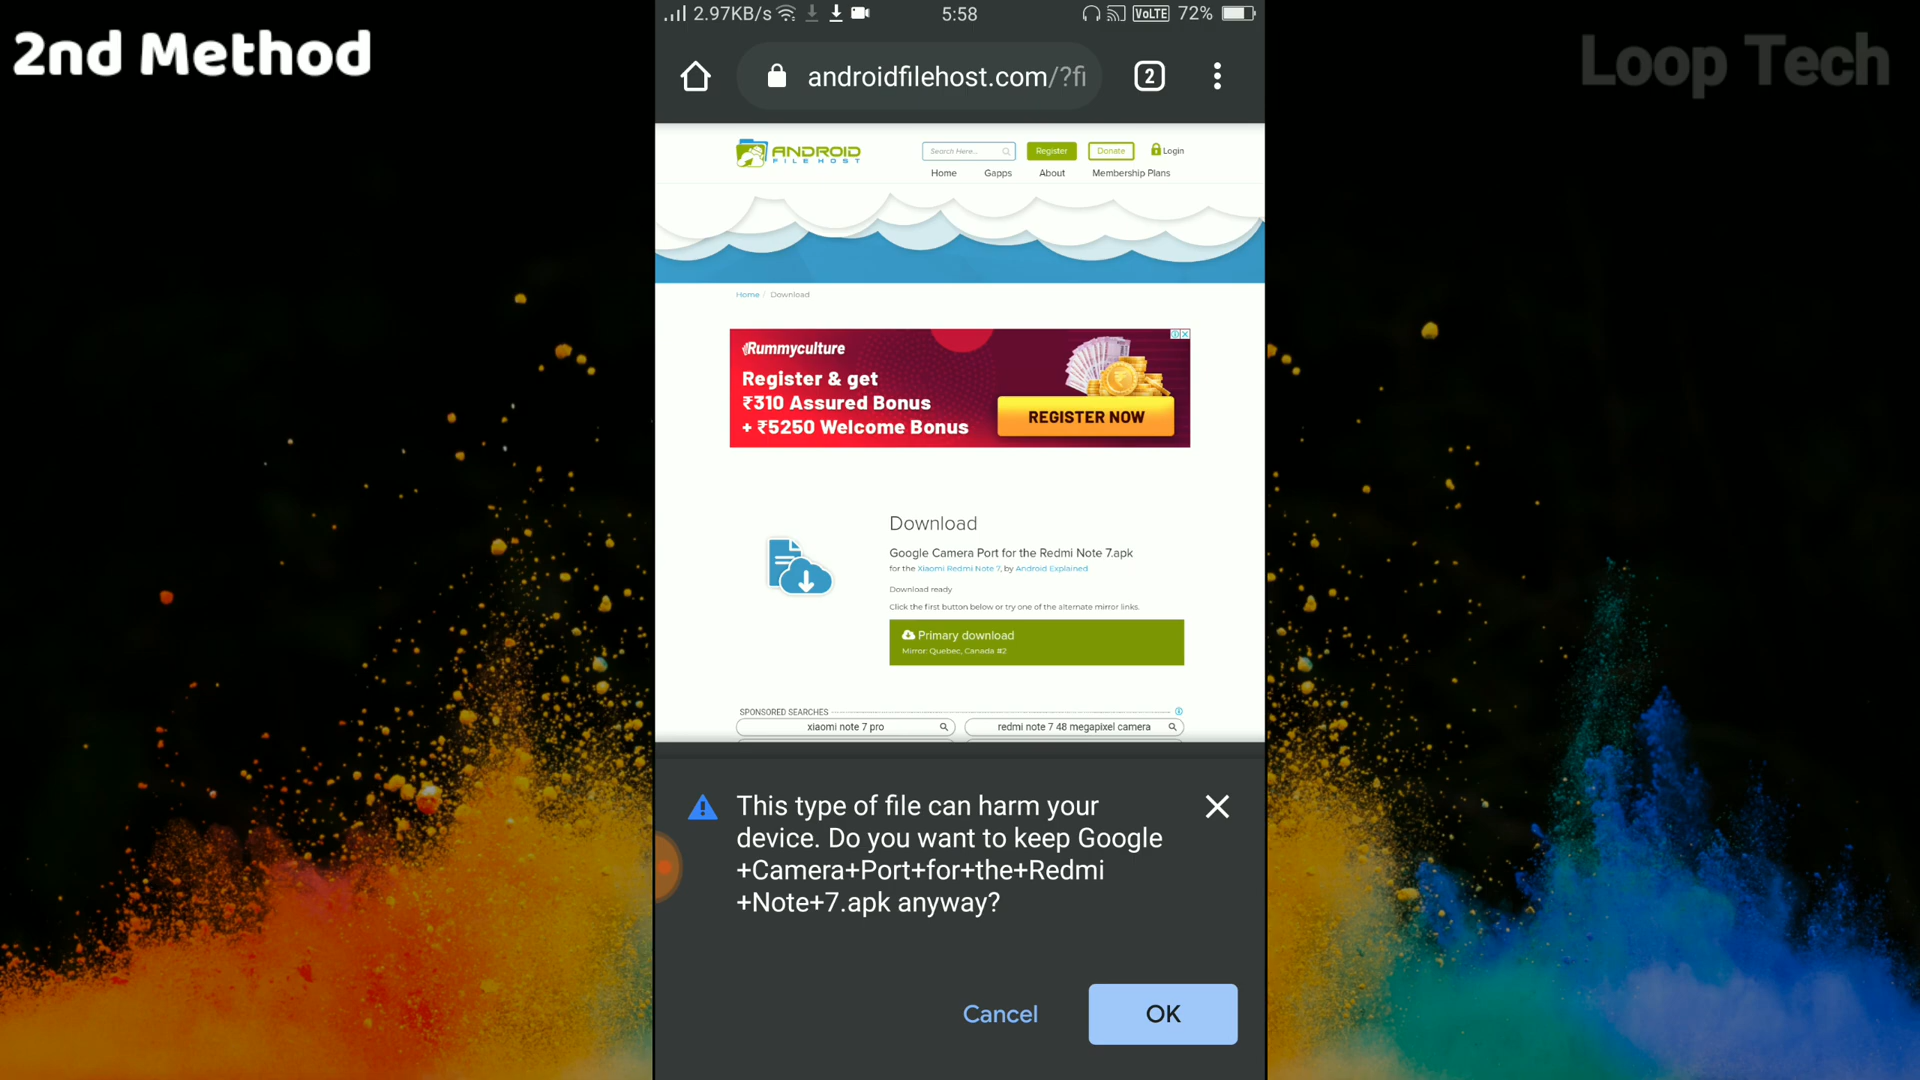 2nd Method
Loop Tech
2.97KB/s
5:58
VoLTE 72%
androidfilehost.com/?fi
2
ANDROID
FILE HOST
Search Here...
Register
Donate
Login
Home
Gapps
About
Membership Plans
Home / Download
Rummyculture
Register & get
₹310 Assured Bonus
+ ₹5250 Welcome Bonus
REGISTER NOW
Download
Google Camera Port for the Redmi Note 7.apk
for the Xiaomi Redmi Note 7, by Android Explained
Download ready
Click the first button below or try one of the alternate mirror links.
Primary download
Mirror: Quebec, Canada #2
SPONSORED SEARCHES
xiaomi note 7 pro
redmi note 7 48 megapixel camera
This type of file can harm your
device. Do you want to keep Google
+Camera+Port+for+the+Redmi
+Note+7.apk anyway?
Cancel
OK